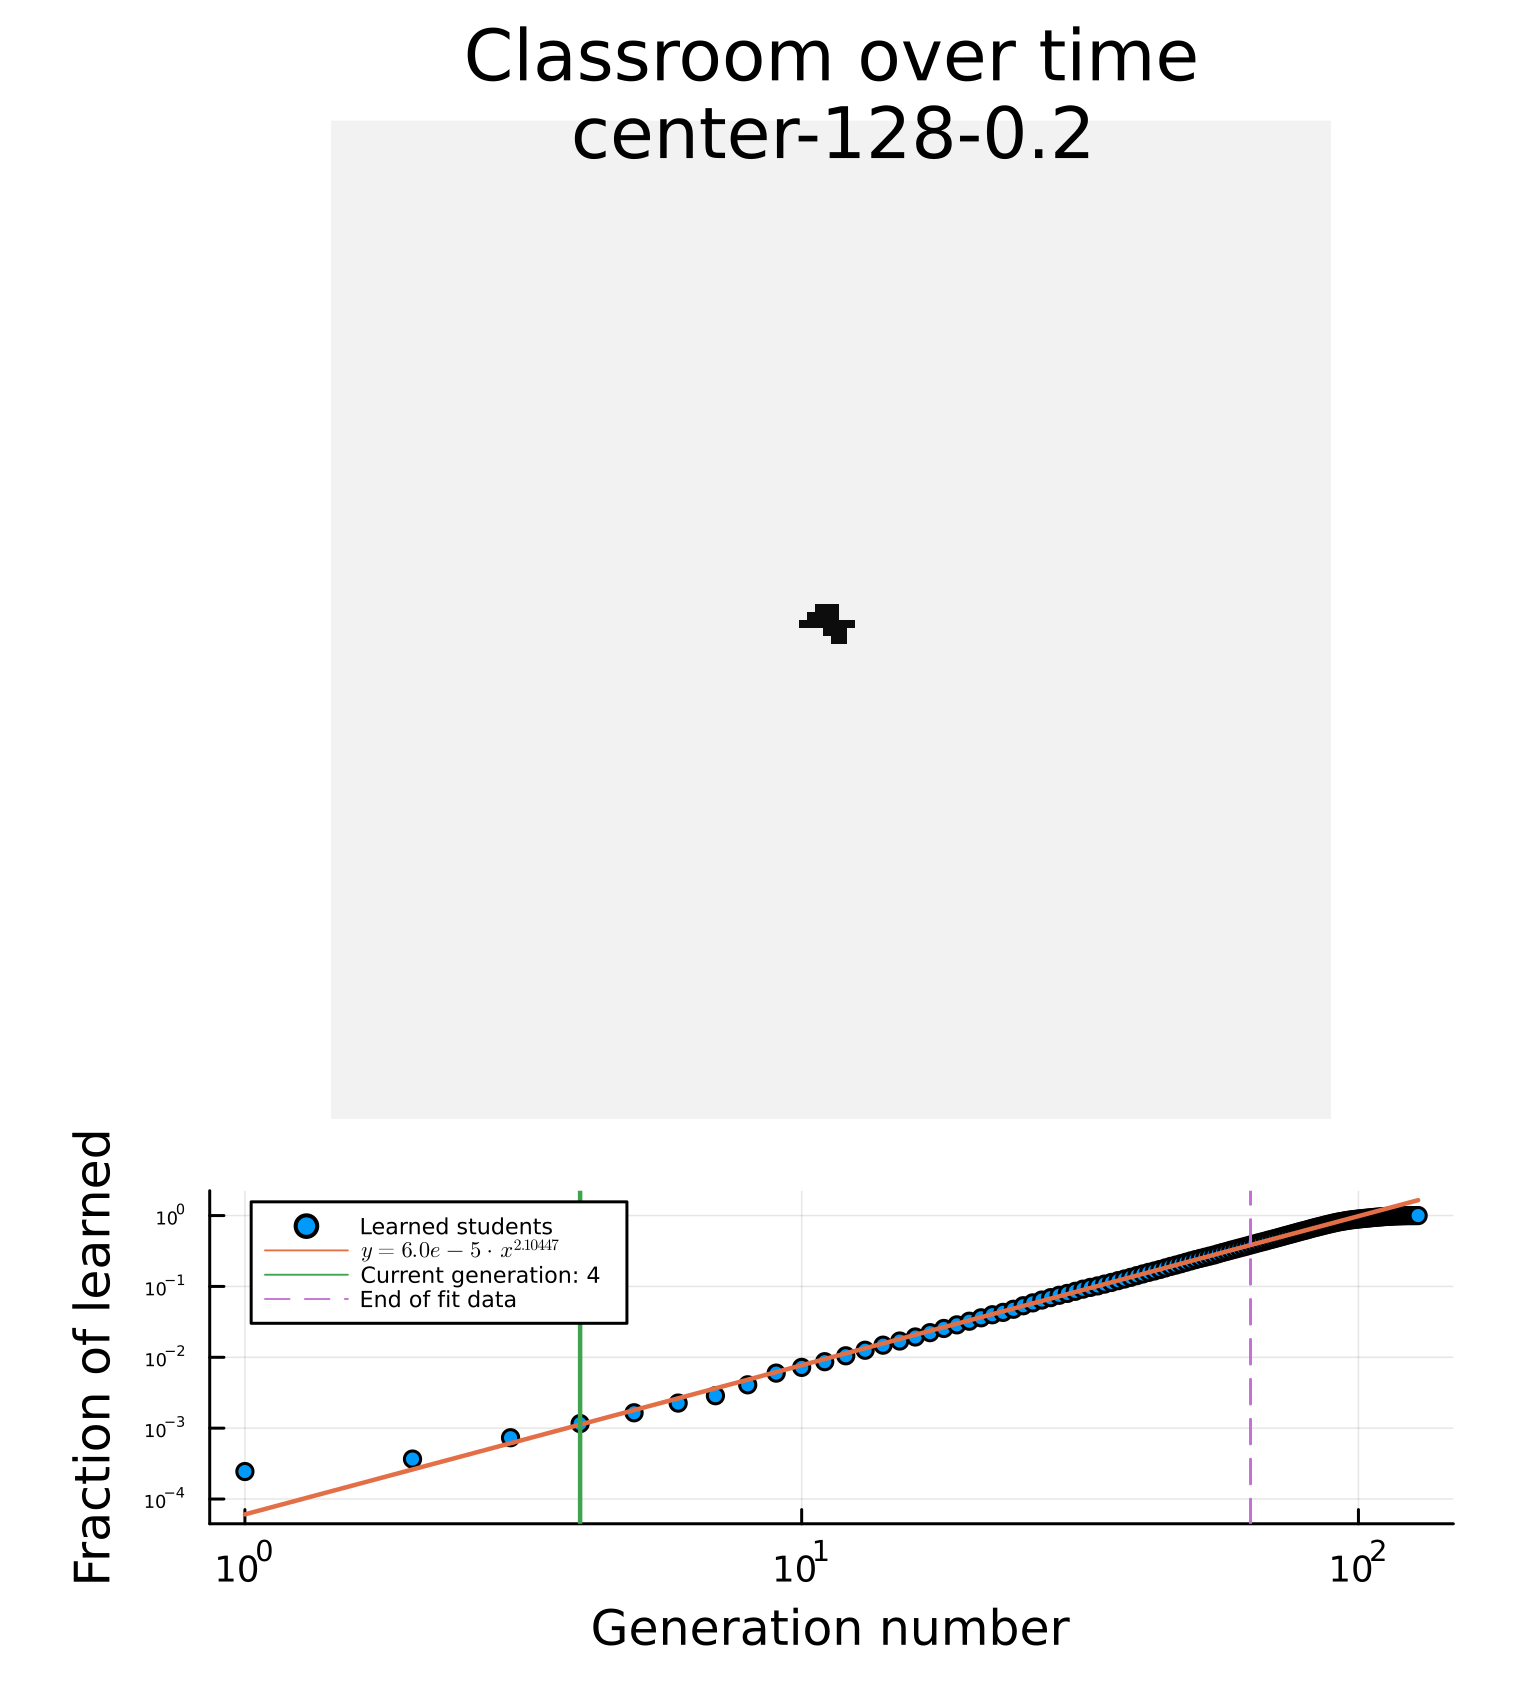 Classroom over time
center-128-0.2
Fraction of learned
10^0
10^-1
10^-2
10^-3
10^-4
Learned students
y = 6.0e − 5 · x^2.10447
Current generation: 4
End of fit data
10^0 10^1 10^2
Generation number